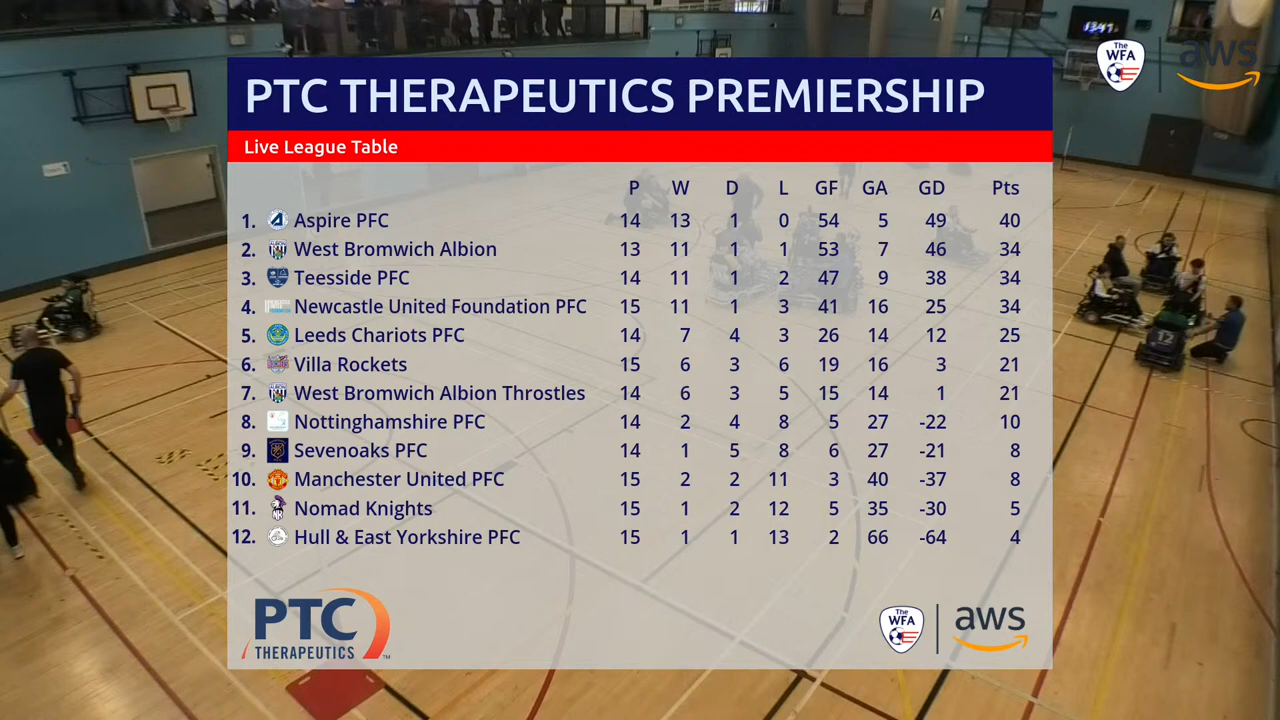 The WFA aws
PTC THERAPEUTICS PREMIERSHIP
Live League Table
P W D L GF GA GD Pts
1. Aspire PFC 14 13 1 0 54 5 49 40
2. West Bromwich Albion 13 11 1 1 53 7 46 34
3. Teesside PFC 14 11 1 2 47 9 38 34
4. Newcastle United Foundation PFC 15 11 1 3 41 16 25 34
5. Leeds Chariots PFC 14 7 4 3 26 14 12 25
6. Villa Rockets 15 6 3 6 19 16 3 21
7. West Bromwich Albion Throstles 14 6 3 5 15 14 1 21
8. Nottinghamshire PFC 14 2 4 8 5 27 -22 10
9. Sevenoaks PFC 14 1 5 8 6 27 -21 8
10. Manchester United PFC 15 2 2 11 3 40 -37 8
11. Nomad Knights 15 1 2 12 5 35 -30 5
12. Hull & East Yorkshire PFC 15 1 1 13 2 66 -64 4
12
PTC THERAPEUTICS™
The WFA aws